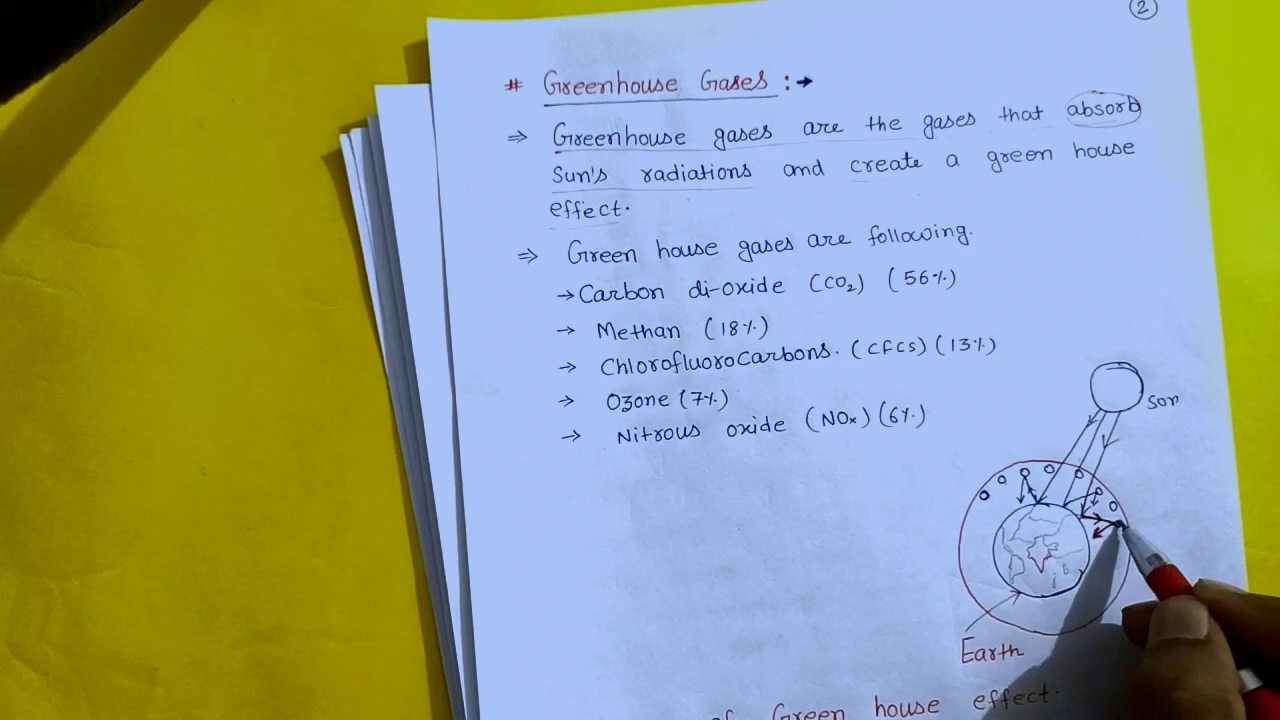 2
# Greenhouse Gases :→
⇒ Greenhouse gases are the gases that absorb
Sun's radiations and create a green house
effect.
⇒ Green house gases are following.
→ Carbon di-oxide (CO₂) (56%)
→ Methan (18%)
→ Chlorofluorocarbons. (CFCs) (13%)
→ Ozone (7%)
→ Nitrous oxide (NOx) (6%)
Son
Earth
of Green house effect.